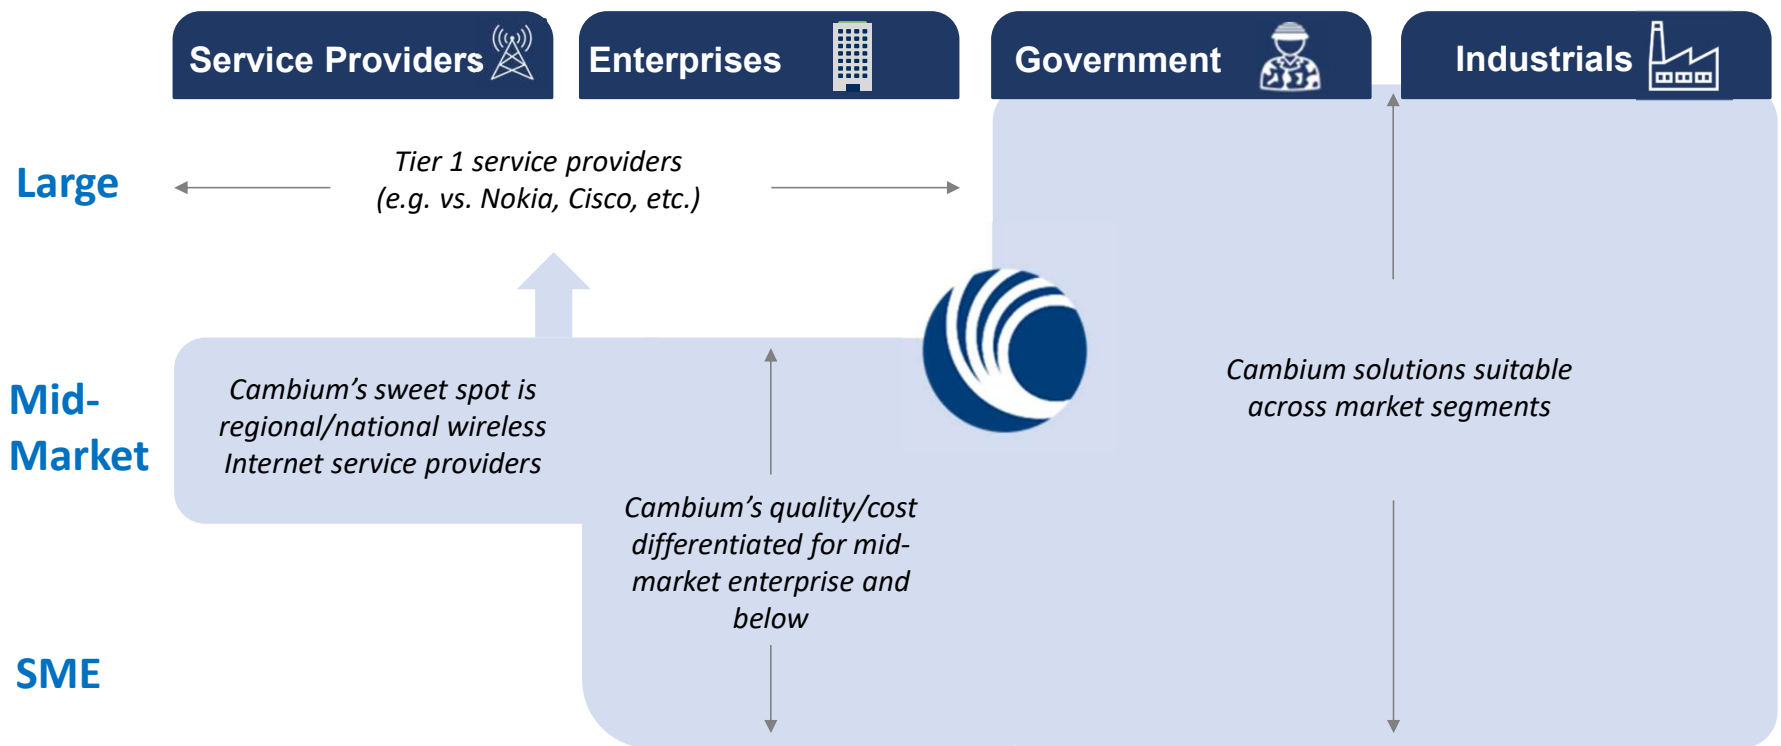 Service Providers
Enterprises
Government
Industrials
Large
Tier 1 service providers
(e.g. vs. Nokia, Cisco, etc.)
Mid-
Market
Cambium’s sweet spot is
regional/national wireless
Internet service providers
Cambium’s quality/cost
differentiated for mid-
market enterprise and
below
Cambium solutions suitable
across market segments
SME